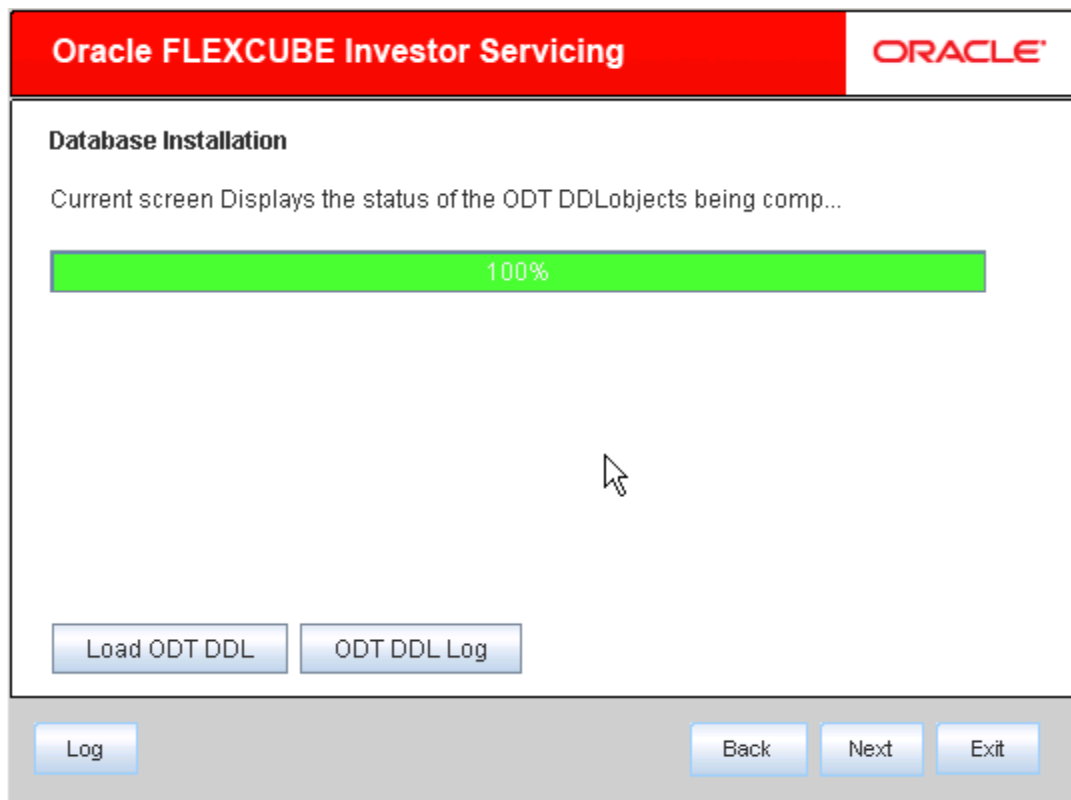 Oracle FLEXCUBE Investor Servicing
ORACLE
Database Installation
Current screen Displays the status of the ODT DDLobjects being comp...
100%
Load ODT DDL
ODT DDL Log
Log
Back
Next
Exit